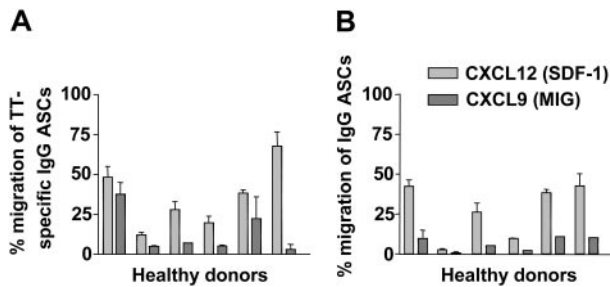 A
% migration of TT-
specific IgG ASCs
100
75
50
25
0
Healthy donors
B
CXCL12 (SDF-1)
CXCL9 (MIG)
% migration of IgG ASCs
100
75
50
25
0
Healthy donors